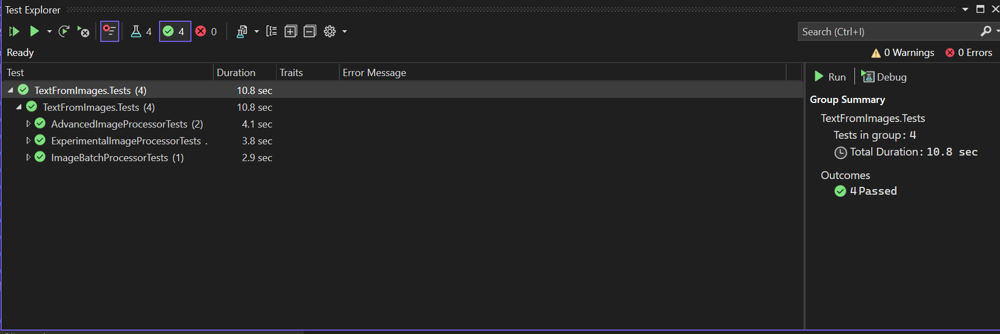 Test Explorer
4 4 0
Search (Ctrl+I)
Ready
0 Warnings 0 Errors
Test Duration Traits Error Message
TextFromImages.Tests (4) 10.8 sec
TextFromImages.Tests (4) 10.8 sec
AdvancedImageProcessorTests (2) 4.1 sec
ExperimentalImageProcessorTests . 3.8 sec
ImageBatchProcessorTests (1) 2.9 sec
Run Debug
Group Summary
TextFromImages.Tests
Tests in group: 4
Total Duration: 10.8 sec
Outcomes
4 Passed